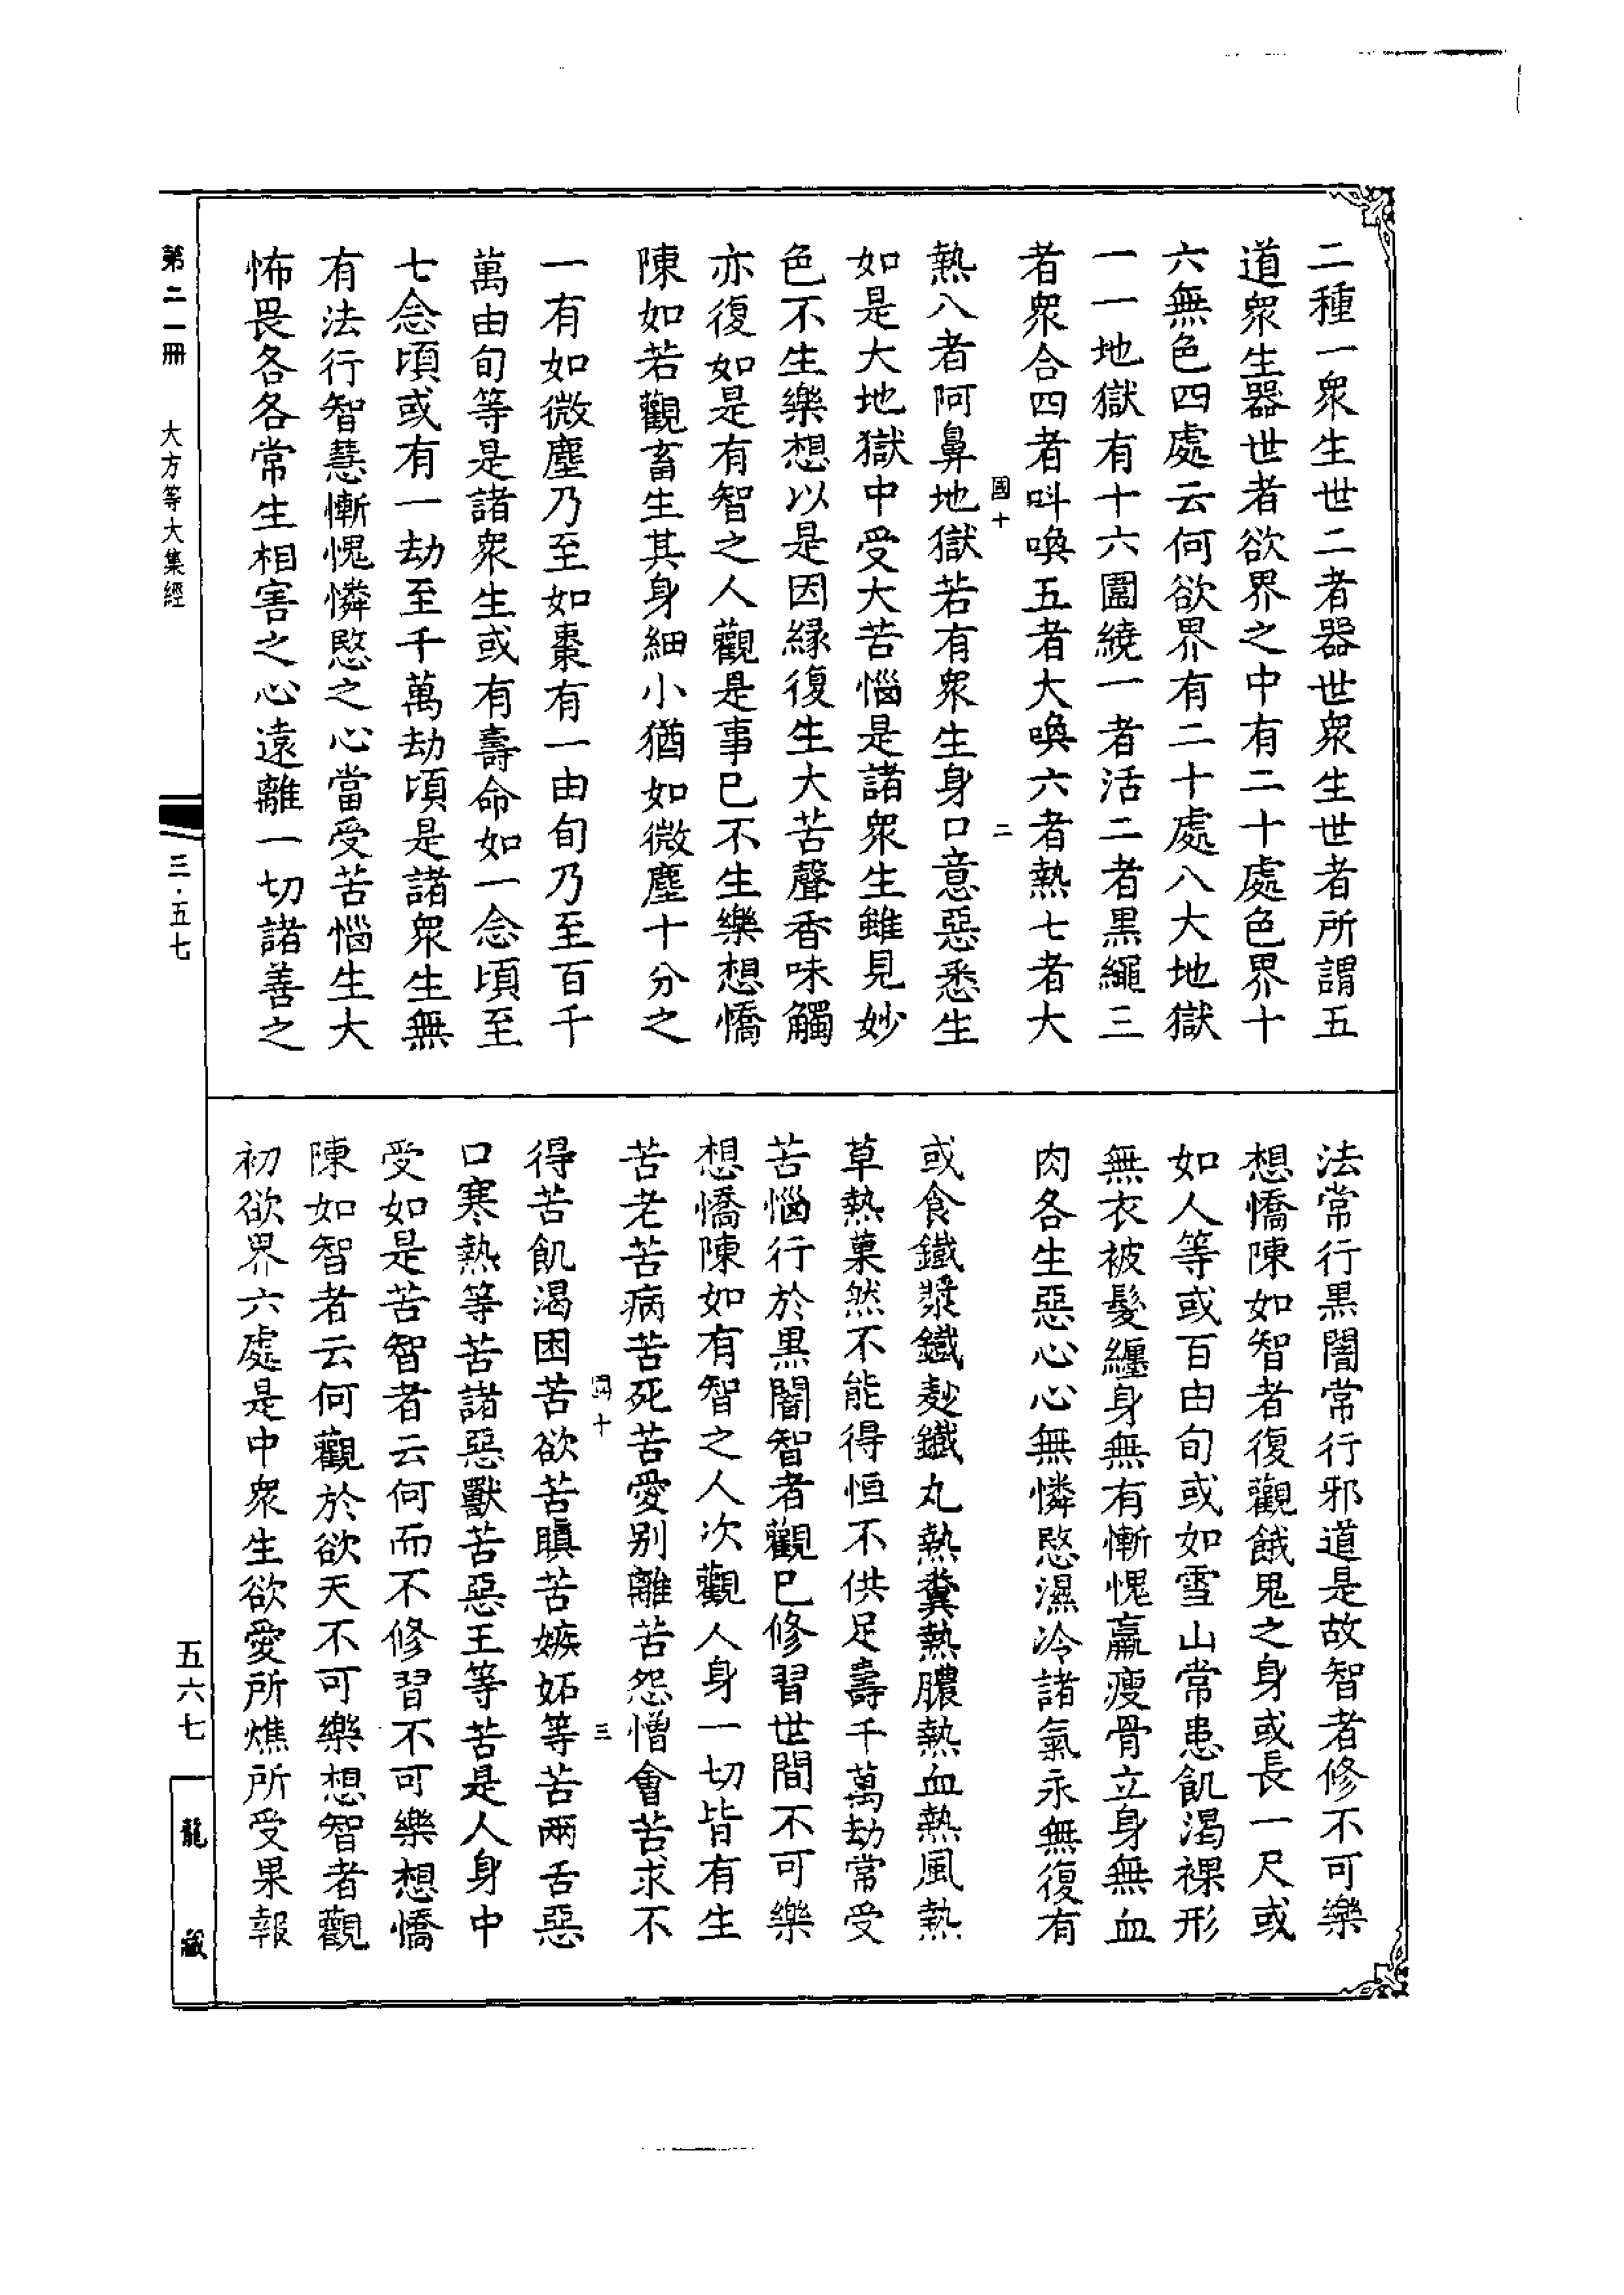 二種一衆生世二者器世衆生世者所謂五
道衆生器世者欲界之中有二十處色界十
六無色四處云何欲界有二十處八大地獄
一一地獄有十六圍繞一者活二者黑繩三
者衆合四者叫喚五者大喚六者熱七者大
國十 二
熱八者阿鼻地獄若有衆生身口意惡悉生
如是大地獄中受大苦惱是諸衆生雖見妙
色不生樂想以是因緣復生大苦聲香味觸
亦復如是有智之人觀是事已不生樂想憍
陳如若觀畜生其身細小猶如微塵十分之
一有如微塵乃至如棗有一由旬乃至百千
萬由旬等是諸衆生或有壽命如一念頃至
七念頃或有一劫至千萬劫頃是諸衆生無
有法行智慧慚愧憐愍之心當受苦惱生大
怖畏各各常生相害之心遠離一切諸善之
法常行黑闇常行邪道是故智者修不可樂
想憍陳如智者復觀餓鬼之身或長一尺或
如人等或百由旬或如雪山常患飢渴裸形
無衣被髮纏身無有慚愧羸瘦骨立身無血
肉各生惡心心無憐愍濕冷諸氣永無復有
或食鐵漿鐵麨鐵丸熱糞熱膿熱血熱風熱
草熱菓然不能得恒不供足壽千萬劫常受
苦惱行於黑闇智者觀已修習世間不可樂
想憍陳如有智之人次觀人身一切皆有生
苦老苦病苦死苦愛別離苦怨憎會苦求不
國十 三
得苦飢渴困苦欲苦瞋苦嫉妬等苦兩舌惡
口寒熱等苦諸惡獸苦惡王等苦是人身中
受如是苦智者云何而不修習不可樂想憍
陳如智者云何觀於欲天不可樂想智者觀
初欲界六處是中衆生欲愛所燋所受果報
第二一冊 大方等大集經 三·五七
五六七 龍藏